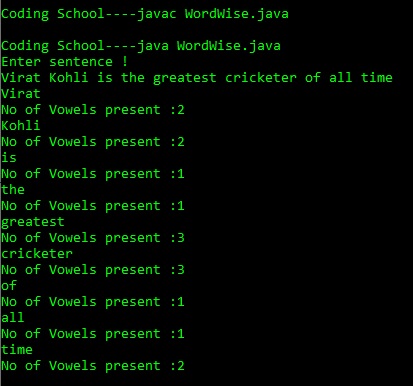 Coding School----javac WordWise.java
Coding School----java WordWise.java
Enter sentence !
Virat Kohli is the greatest cricketer of all time
Virat
No of Vowels present :2
Kohli
No of Vowels present :2
is
No of Vowels present :1
the
No of Vowels present :1
greatest
No of Vowels present :3
cricketer
No of Vowels present :3
of
No of Vowels present :1
all
No of Vowels present :1
time
No of Vowels present :2